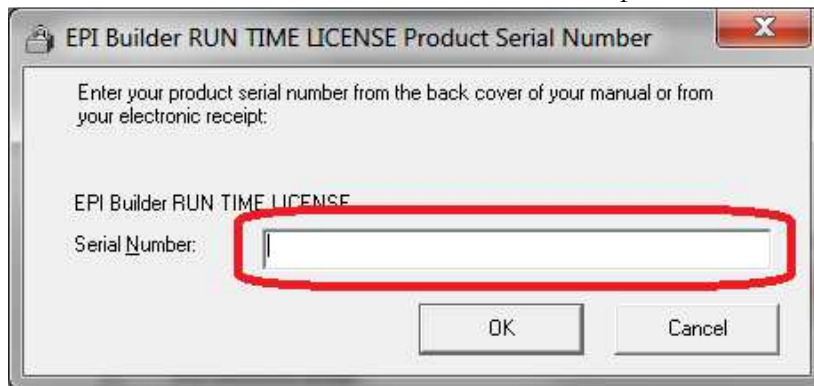 EPI Builder RUN TIME LICENSE Product Serial Number
Enter your product serial number from the back cover of your manual or from
your electronic receipt:
EPI Builder RUN TIME LICENSE
Serial Number:
OK
Cancel